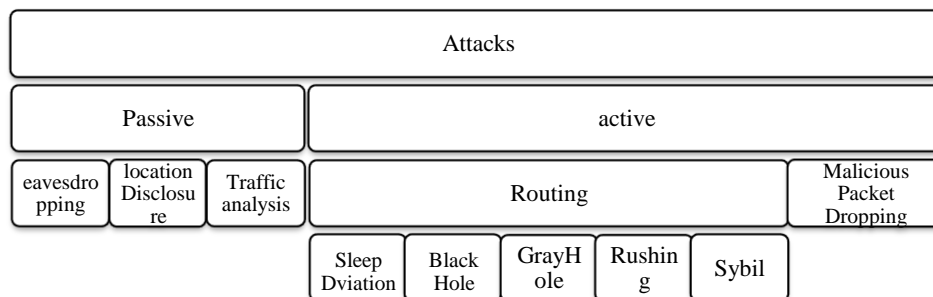 Attacks
Passive
active
eavesdro
pping
location
Disclosu
re
Traffic
analysis
Routing
Malicious
Packet
Dropping
Sleep
Dviation
Black
Hole
GrayH
ole
Rushin
g
Sybil